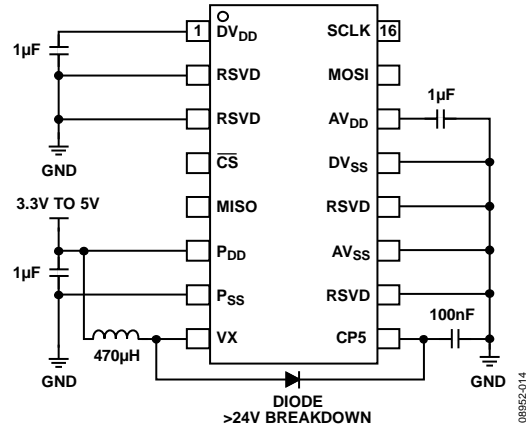 1 DVDD SCLK 16
1µF
RSVD MOSI
1µF
RSVD AVDD
GND
CS DVSS
3.3V TO 5V
MISO RSVD
PDD AVSS
1µF
PSS RSVD
100nF
VX CP5
470µH
GND
GND
DIODE
>24V BREAKDOWN
08952-014